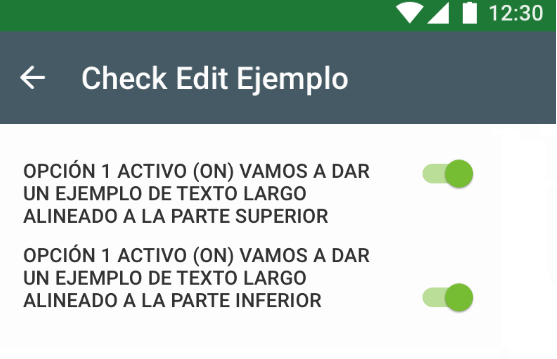 12:30
Check Edit Ejemplo
OPCIÓN 1 ACTIVO (ON) VAMOS A DAR
UN EJEMPLO DE TEXTO LARGO
ALINEADO A LA PARTE SUPERIOR
OPCIÓN 1 ACTIVO (ON) VAMOS A DAR
UN EJEMPLO DE TEXTO LARGO
ALINEADO A LA PARTE INFERIOR